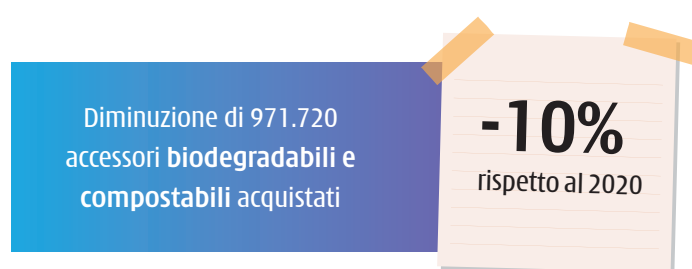 Diminuzione di 971.720
accessori biodegradabili e
compostabili acquistati
-10%
rispetto al 2020